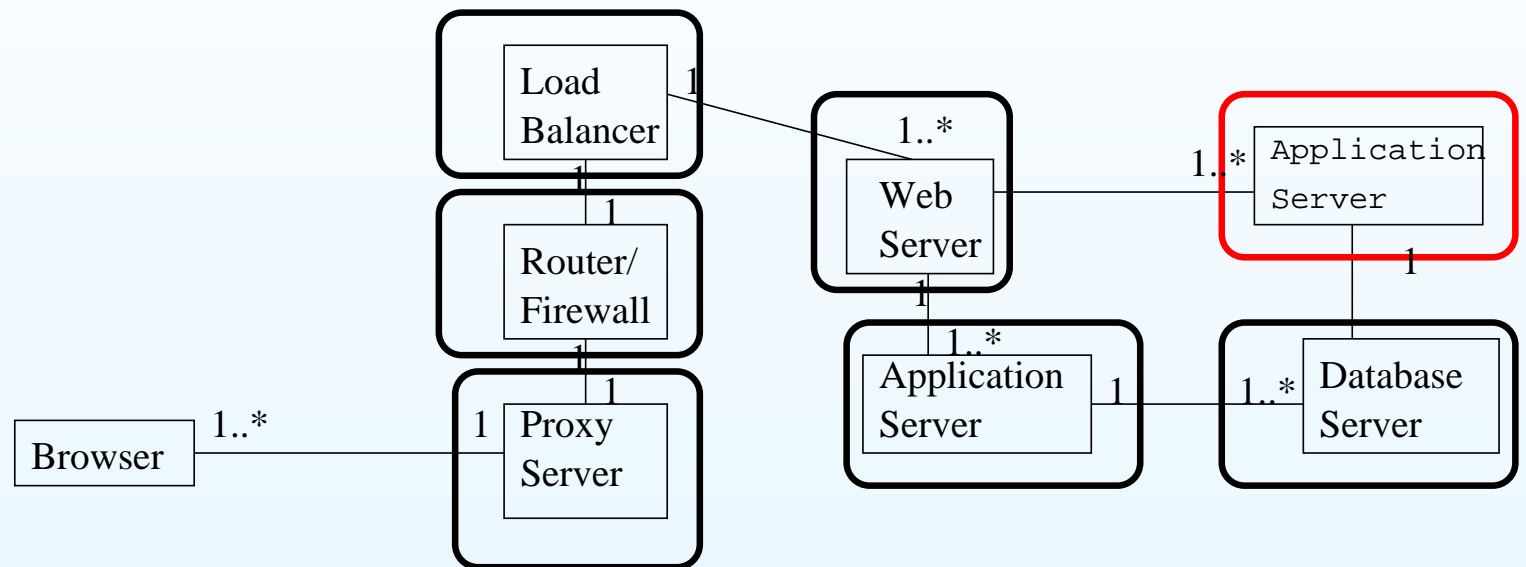 Load
Balancer
1
1
1
Router/
Firewall
1
1
Proxy
Server
Browser
1..*
1
1..*
Web
Server
1
1..*
Application
Server
1
1..*
Application
Server
1
1..*
Database
Server